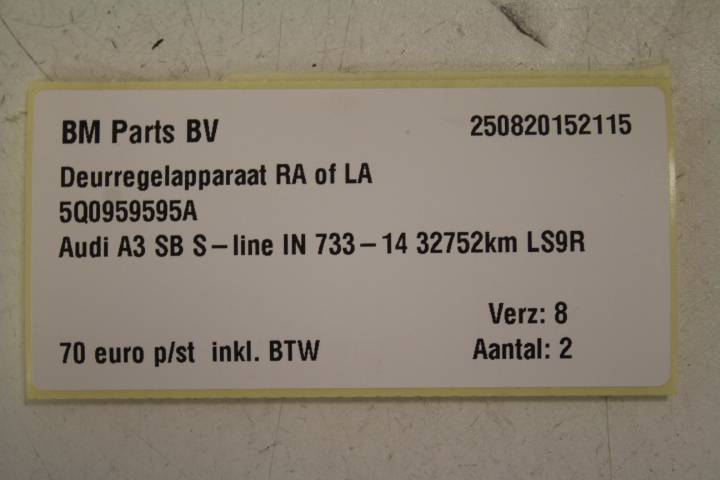 BM Parts BV 250820152115
Deurregelapparaat RA of LA
5Q0959595A
Audi A3 SB S-line IN 733-14 32752km LS9R
Verz: 8
70 euro p/st inkl. BTW Aantal: 2